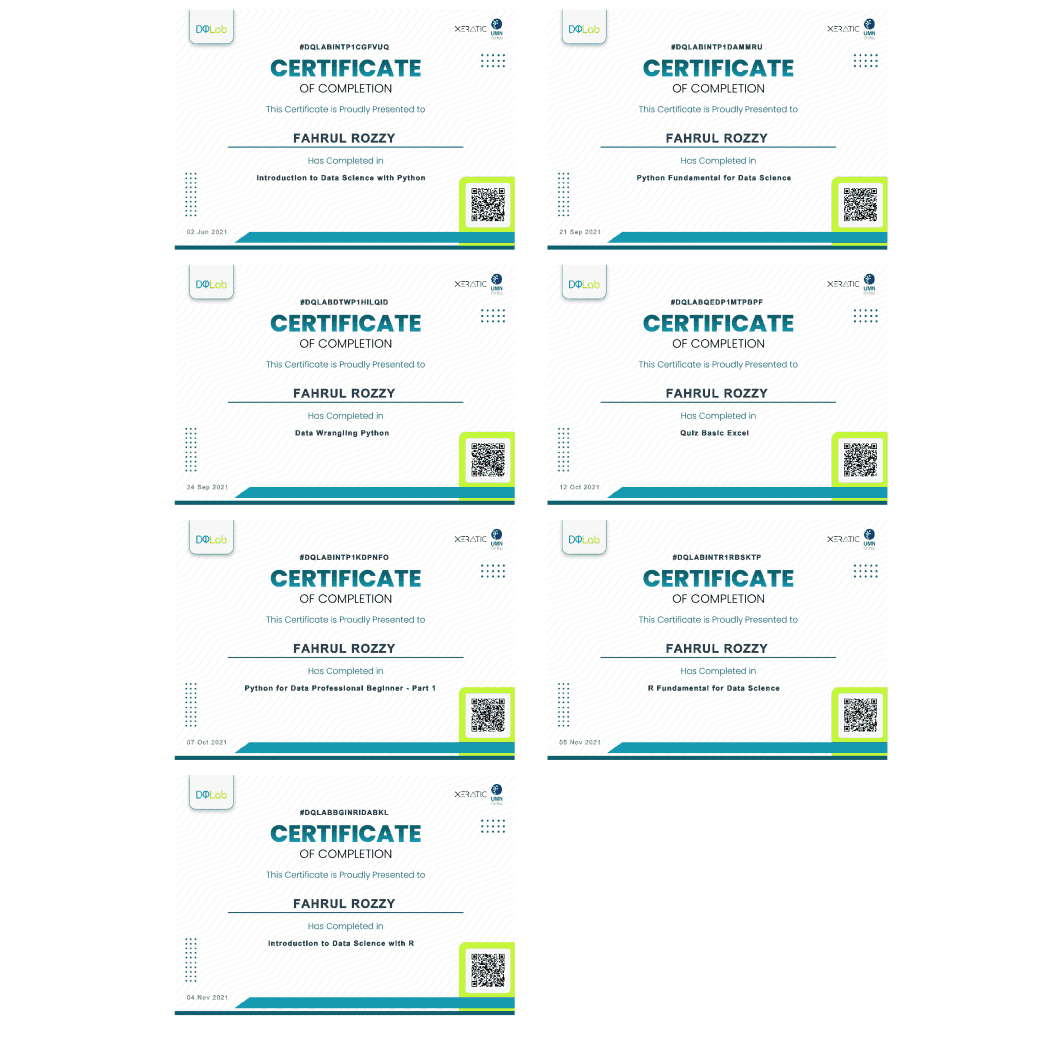 DQLab
XERATIC
UMN
#DQLABINTP1CGFVUQ
CERTIFICATE
OF COMPLETION
This Certificate is Proudly Presented to
FAHRUL ROZZY
Has Completed in
Introduction to Data Science with Python
02 Jun 2021
DQLab
XERATIC
UMN
#DQLABINTP1DAMMRU
CERTIFICATE
OF COMPLETION
This Certificate is Proudly Presented to
FAHRUL ROZZY
Has Completed in
Python Fundamental for Data Science
21 Sep 2021
DQLab
XERATIC
UMN
#DQLABDTWP1HILQID
CERTIFICATE
OF COMPLETION
This Certificate is Proudly Presented to
FAHRUL ROZZY
Has Completed in
Data Wrangling Python
24 Sep 2021
DQLab
XERATIC
UMN
#DQLABQEDP1MTPBPF
CERTIFICATE
OF COMPLETION
This Certificate is Proudly Presented to
FAHRUL ROZZY
Has Completed in
Quiz Basic Excel
12 Oct 2021
DQLab
XERATIC
UMN
#DQLABINTP1KDPNFO
CERTIFICATE
OF COMPLETION
This Certificate is Proudly Presented to
FAHRUL ROZZY
Has Completed in
Python for Data Professional Beginner - Part 1
07 Oct 2021
DQLab
XERATIC
UMN
#DQLABINTR1RBSKTP
CERTIFICATE
OF COMPLETION
This Certificate is Proudly Presented to
FAHRUL ROZZY
Has Completed in
R Fundamental for Data Science
05 Nov 2021
DQLab
XERATIC
UMN
#DQLABBGINRIDABKL
CERTIFICATE
OF COMPLETION
This Certificate is Proudly Presented to
FAHRUL ROZZY
Has Completed in
Introduction to Data Science with R
04 Nov 2021